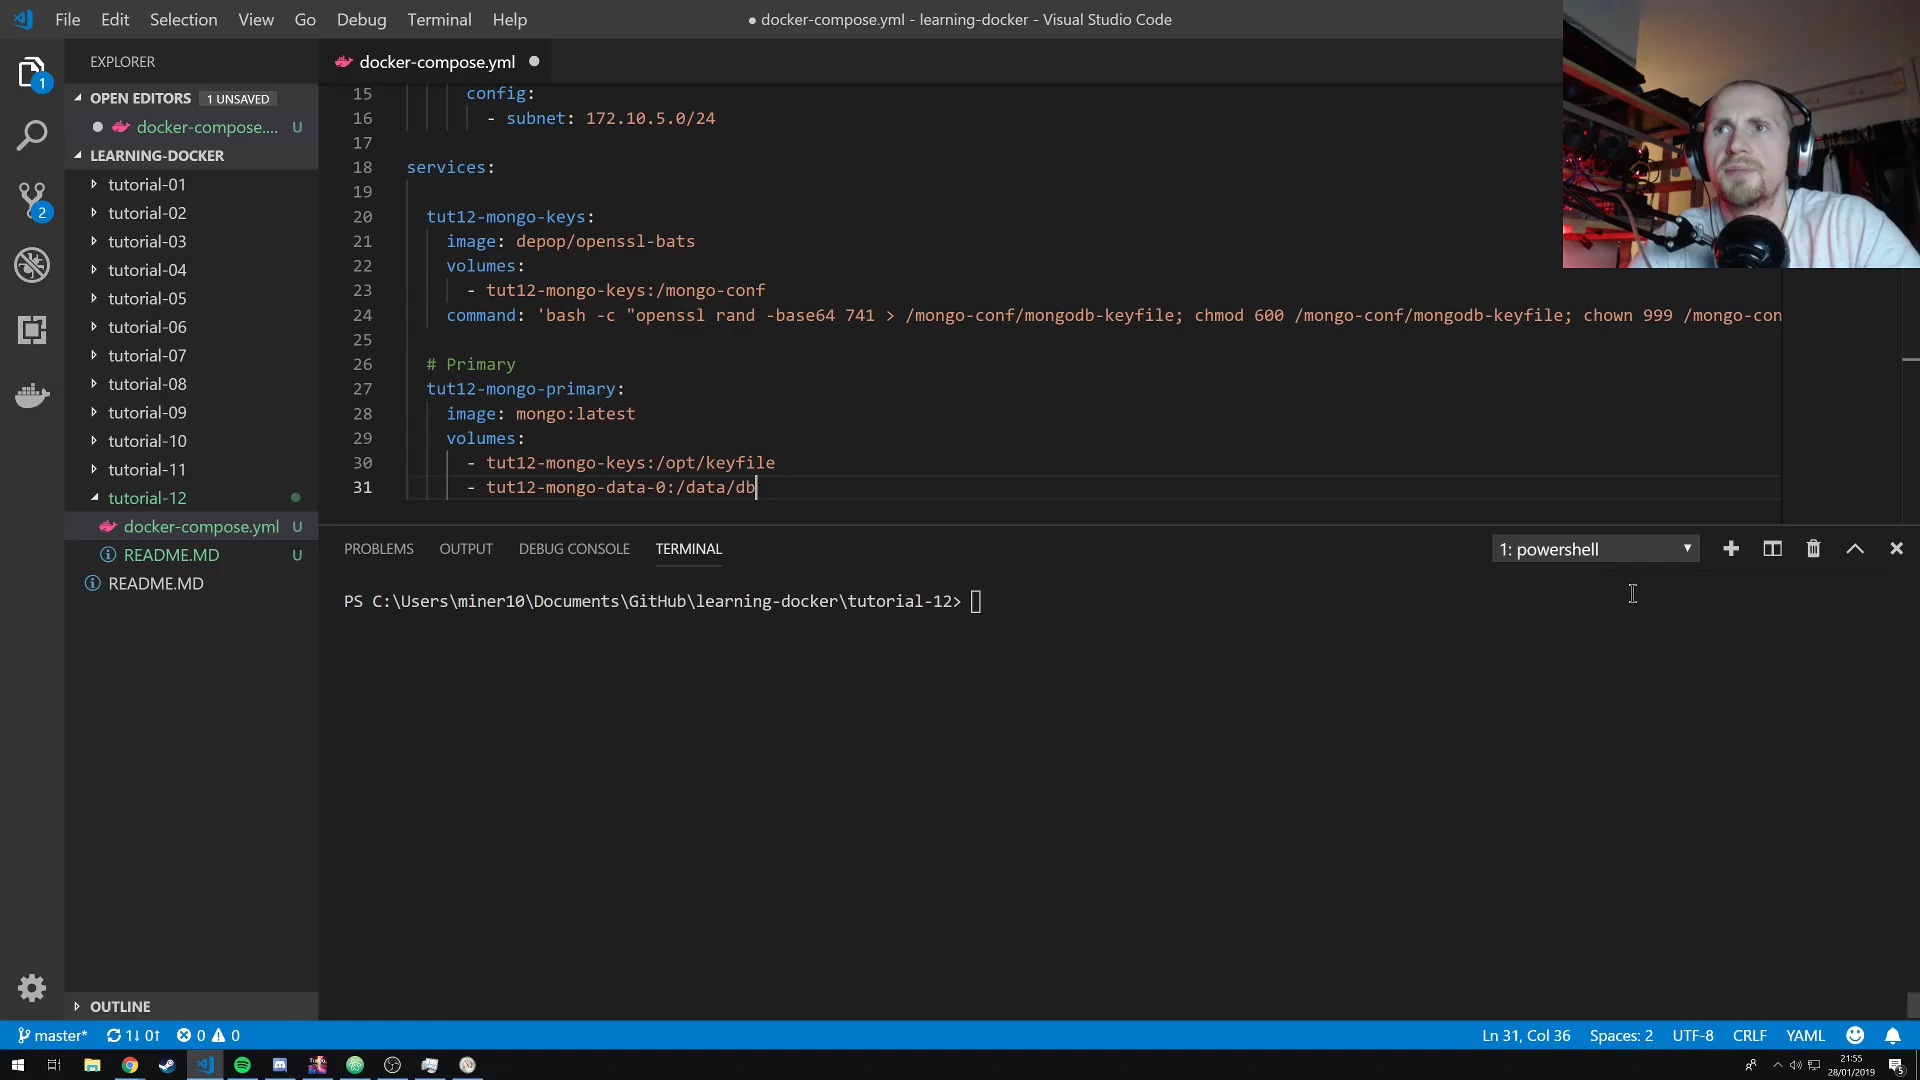 File Edit Selection View Go Debug Terminal Help
● docker-compose.yml - learning-docker - Visual Studio Code
EXPLORER
OPEN EDITORS 1 UNSAVED
docker-compose.... U
LEARNING-DOCKER
tutorial-01
tutorial-02
tutorial-03
tutorial-04
tutorial-05
tutorial-06
tutorial-07
tutorial-08
tutorial-09
tutorial-10
tutorial-11
tutorial-12
docker-compose.yml U
README.MD U
README.MD
OUTLINE
1
2
docker-compose.yml
15 config:
16 - subnet: 172.10.5.0/24
17
18 services:
19
20 tut12-mongo-keys:
21 image: depop/openssl-bats
22 volumes:
23 - tut12-mongo-keys:/mongo-conf
24 command: 'bash -c "openssl rand -base64 741 > /mongo-conf/mongodb-keyfile; chmod 600 /mongo-conf/mongodb-keyfile; chown 999 /mongo-con
25
26 # Primary
27 tut12-mongo-primary:
28 image: mongo:latest
29 volumes:
30 - tut12-mongo-keys:/opt/keyfile
31 - tut12-mongo-data-0:/data/db
PROBLEMS OUTPUT DEBUG CONSOLE TERMINAL
1: powershell
PS C:\Users\miner10\Documents\GitHub\learning-docker\tutorial-12>
master* 1↓ 0↑ 0 0
Ln 31, Col 36 Spaces: 2 UTF-8 CRLF YAML
21:55
28/01/2019
5